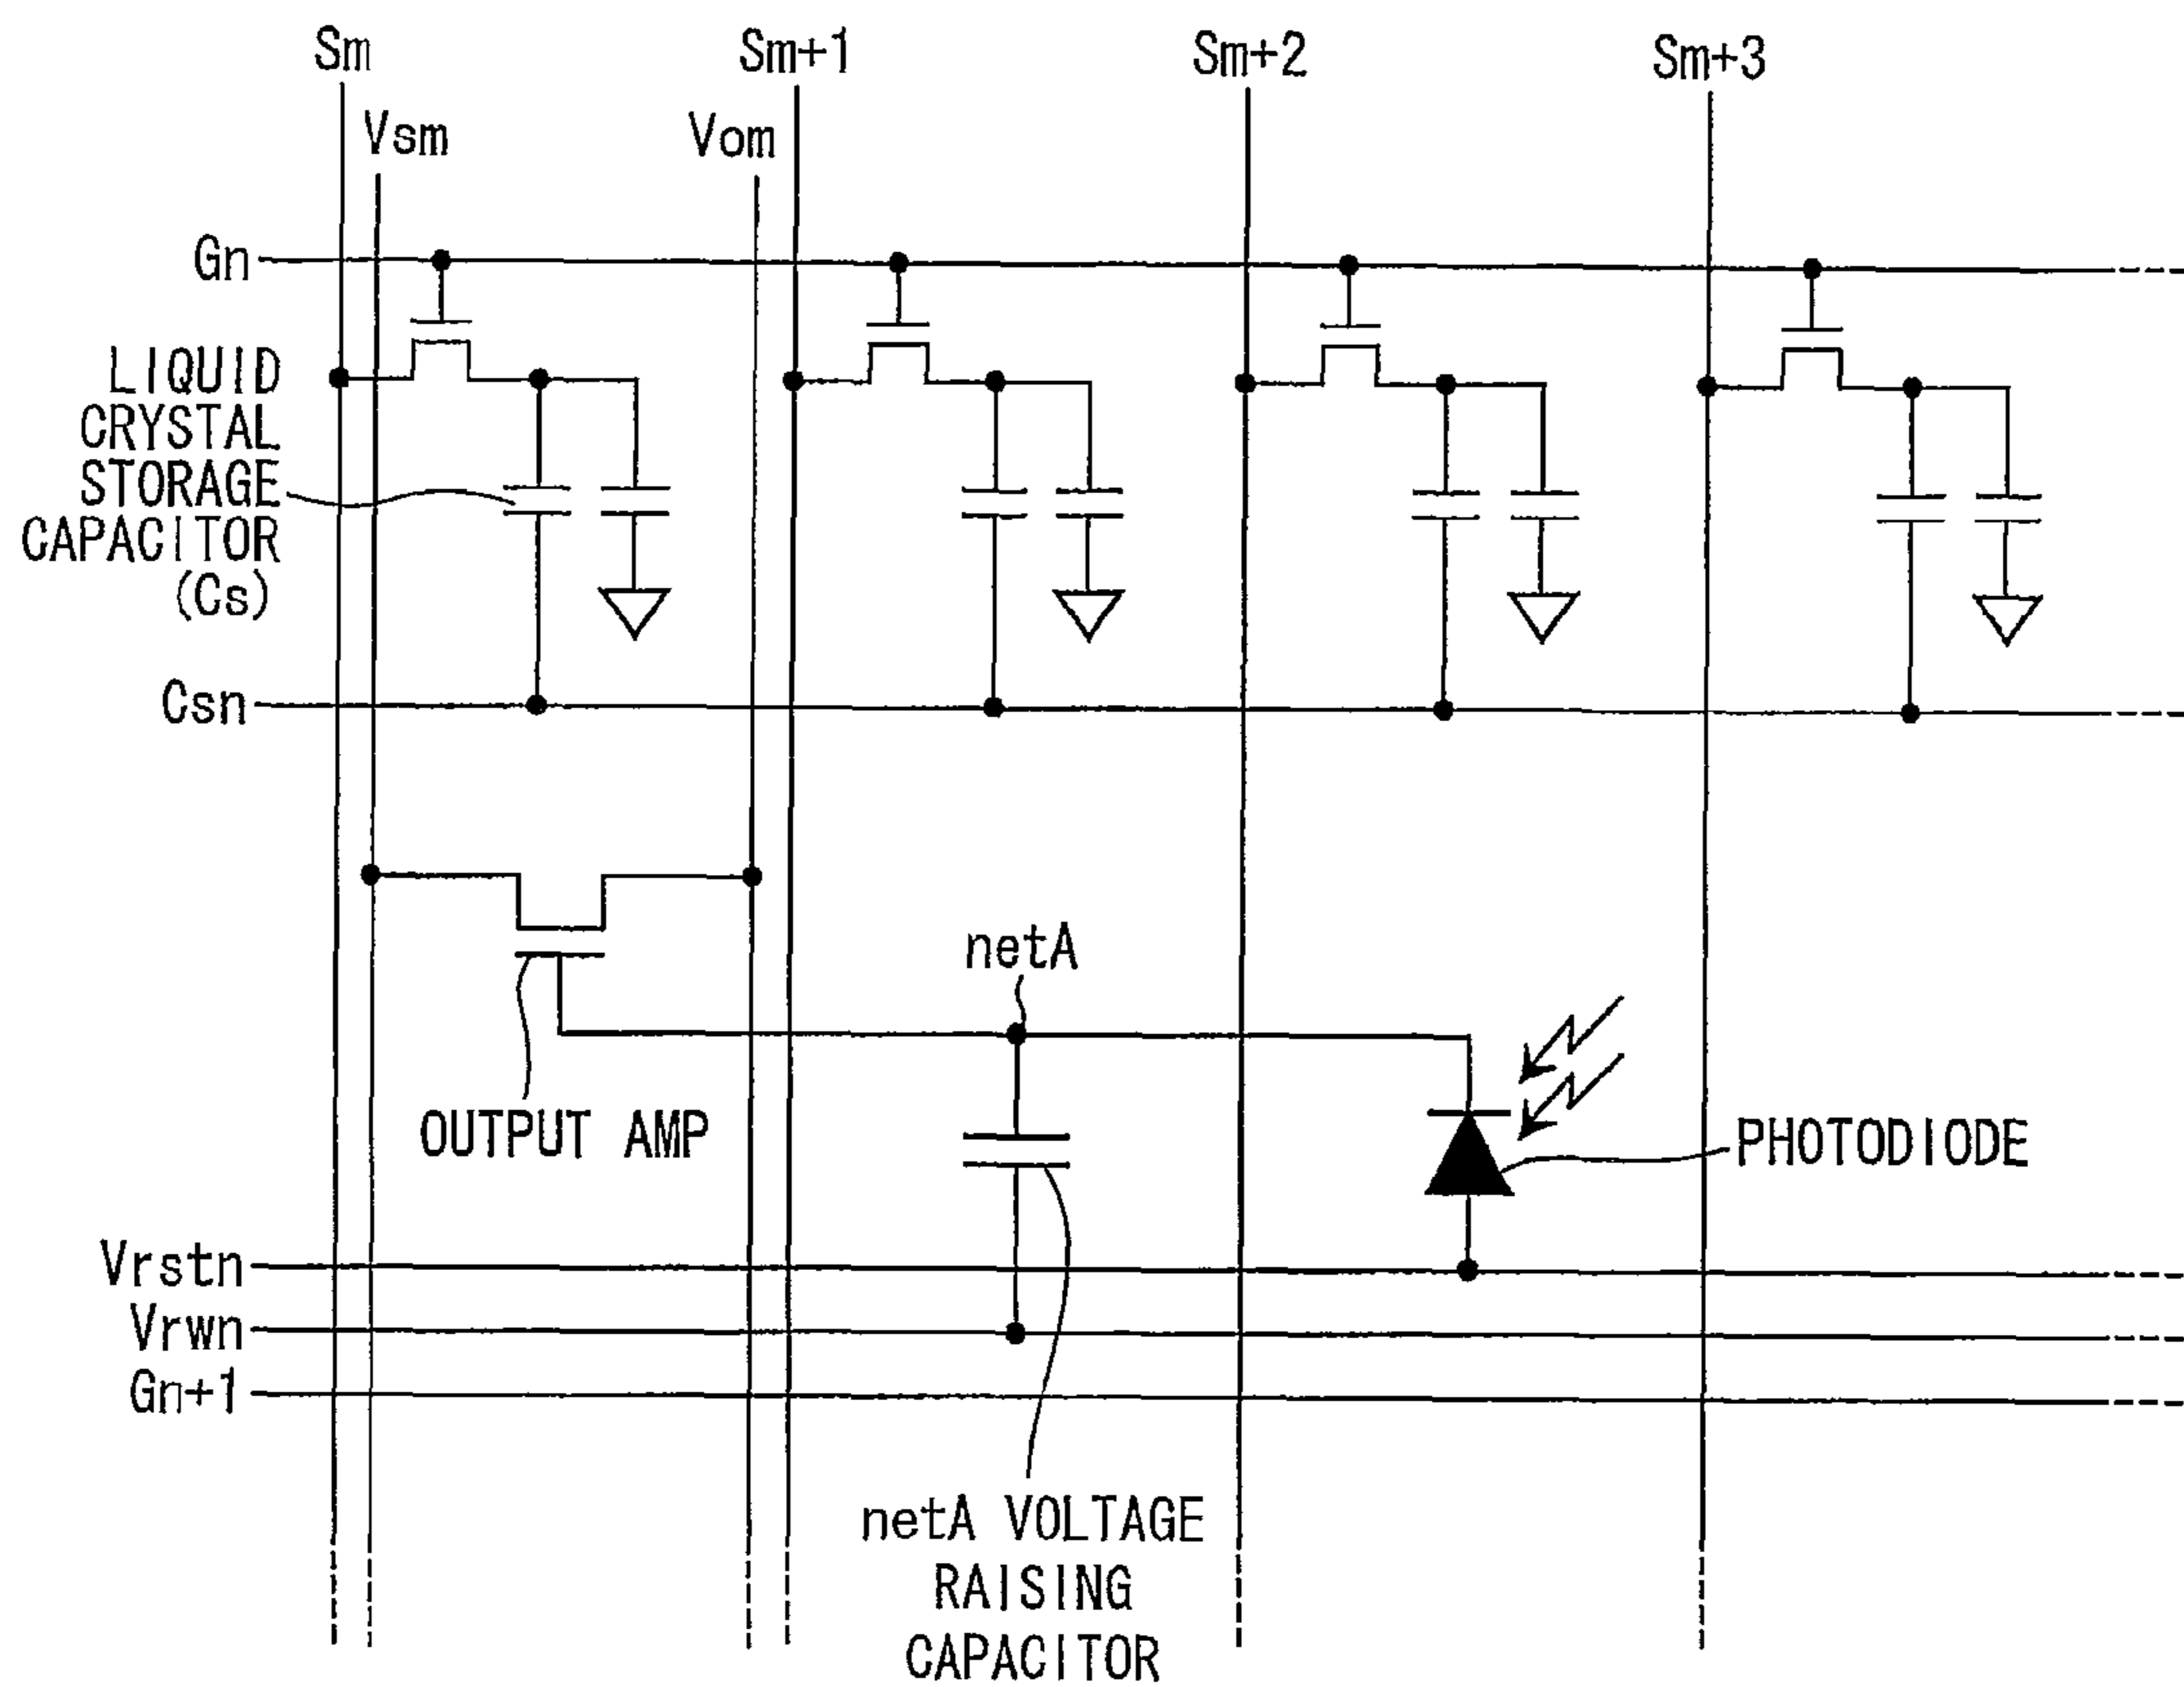 Sm
Sm+1
Sm+2
Sm+3
Vsm
Vom
Gn
LIQUID
CRYSTAL
STORAGE
CAPACITOR
(Cs)
Csn
netA
OUTPUT AMP
PHOTODIODE
Vrstn
Vrwn
Gn+1
netA VOLTAGE
RAISING
CAPACITOR